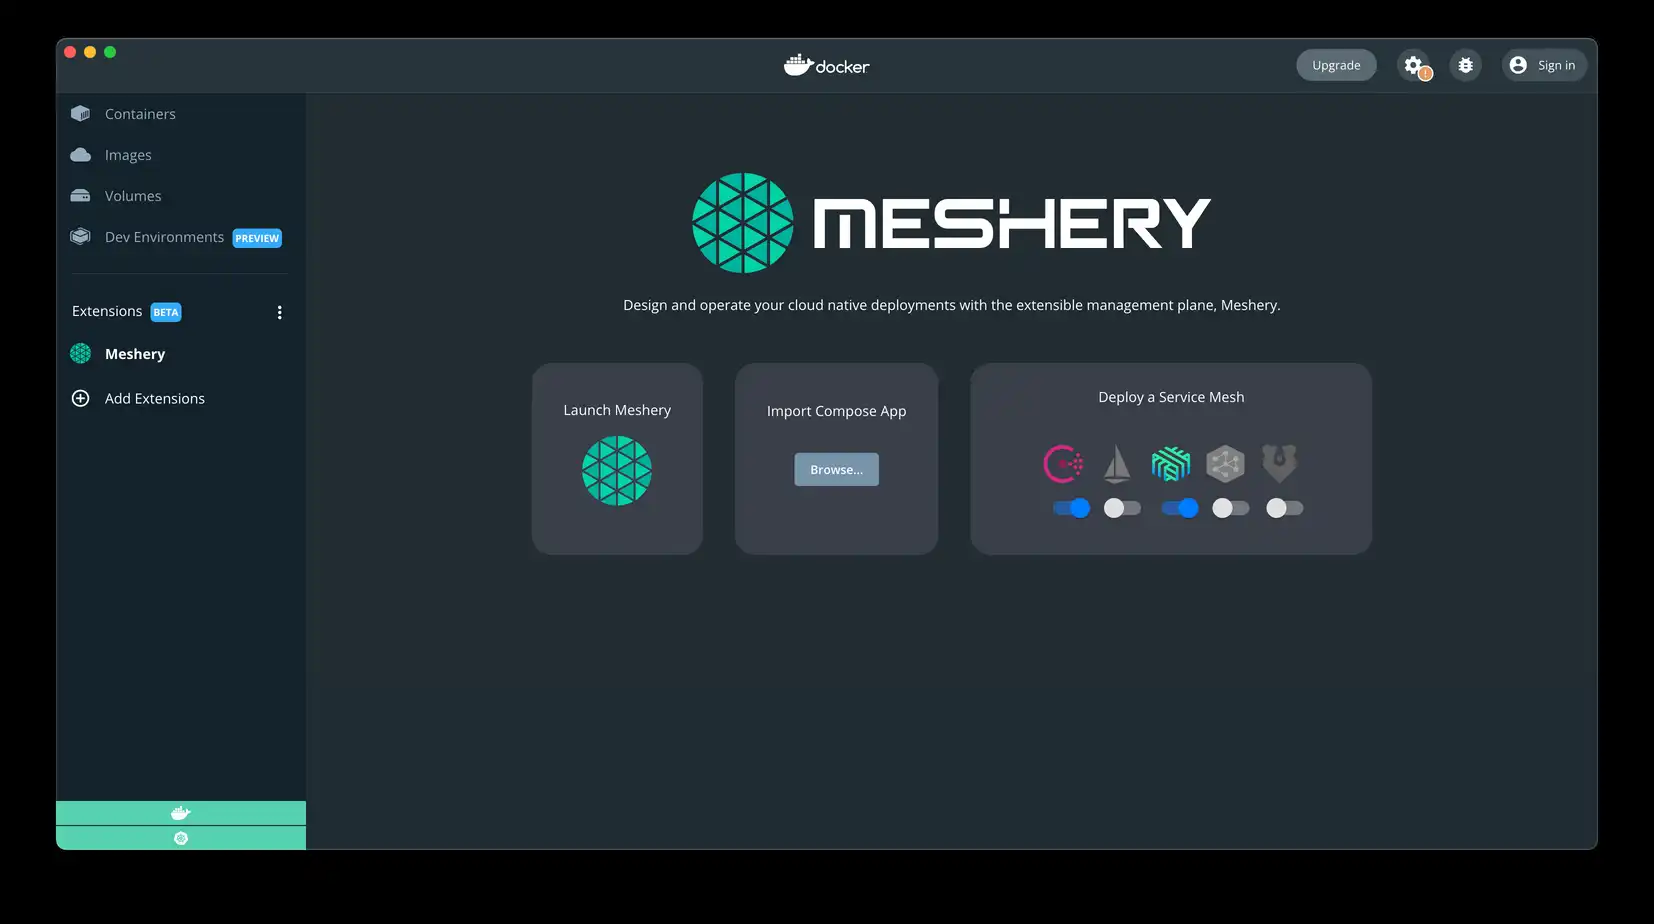 docker
Upgrade
Sign in
Containers
Images
Volumes
Dev Environments PREVIEW
Extensions BETA
Meshery
Add Extensions
MESHERY
Design and operate your cloud native deployments with the extensible management plane, Meshery.
Launch Meshery
Import Compose App
Browse...
Deploy a Service Mesh